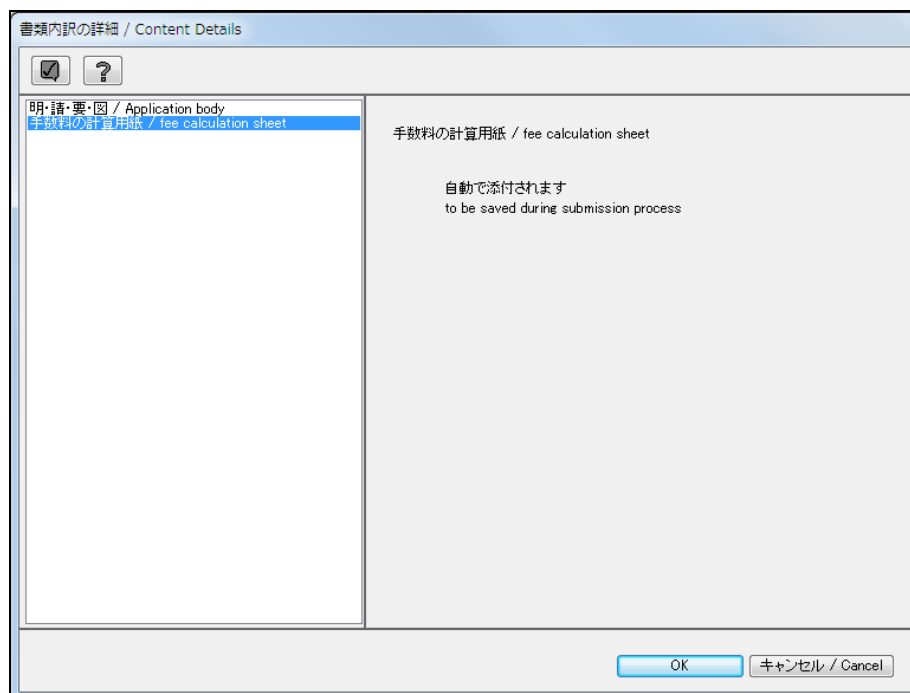 書類内訳の詳細 / Content Details
?
明・請・要・図 / Application body
手数料の計算用紙 / fee calculation sheet
手数料の計算用紙 / fee calculation sheet
自動で添付されます
to be saved during submission process
OK
キャンセル / Cancel